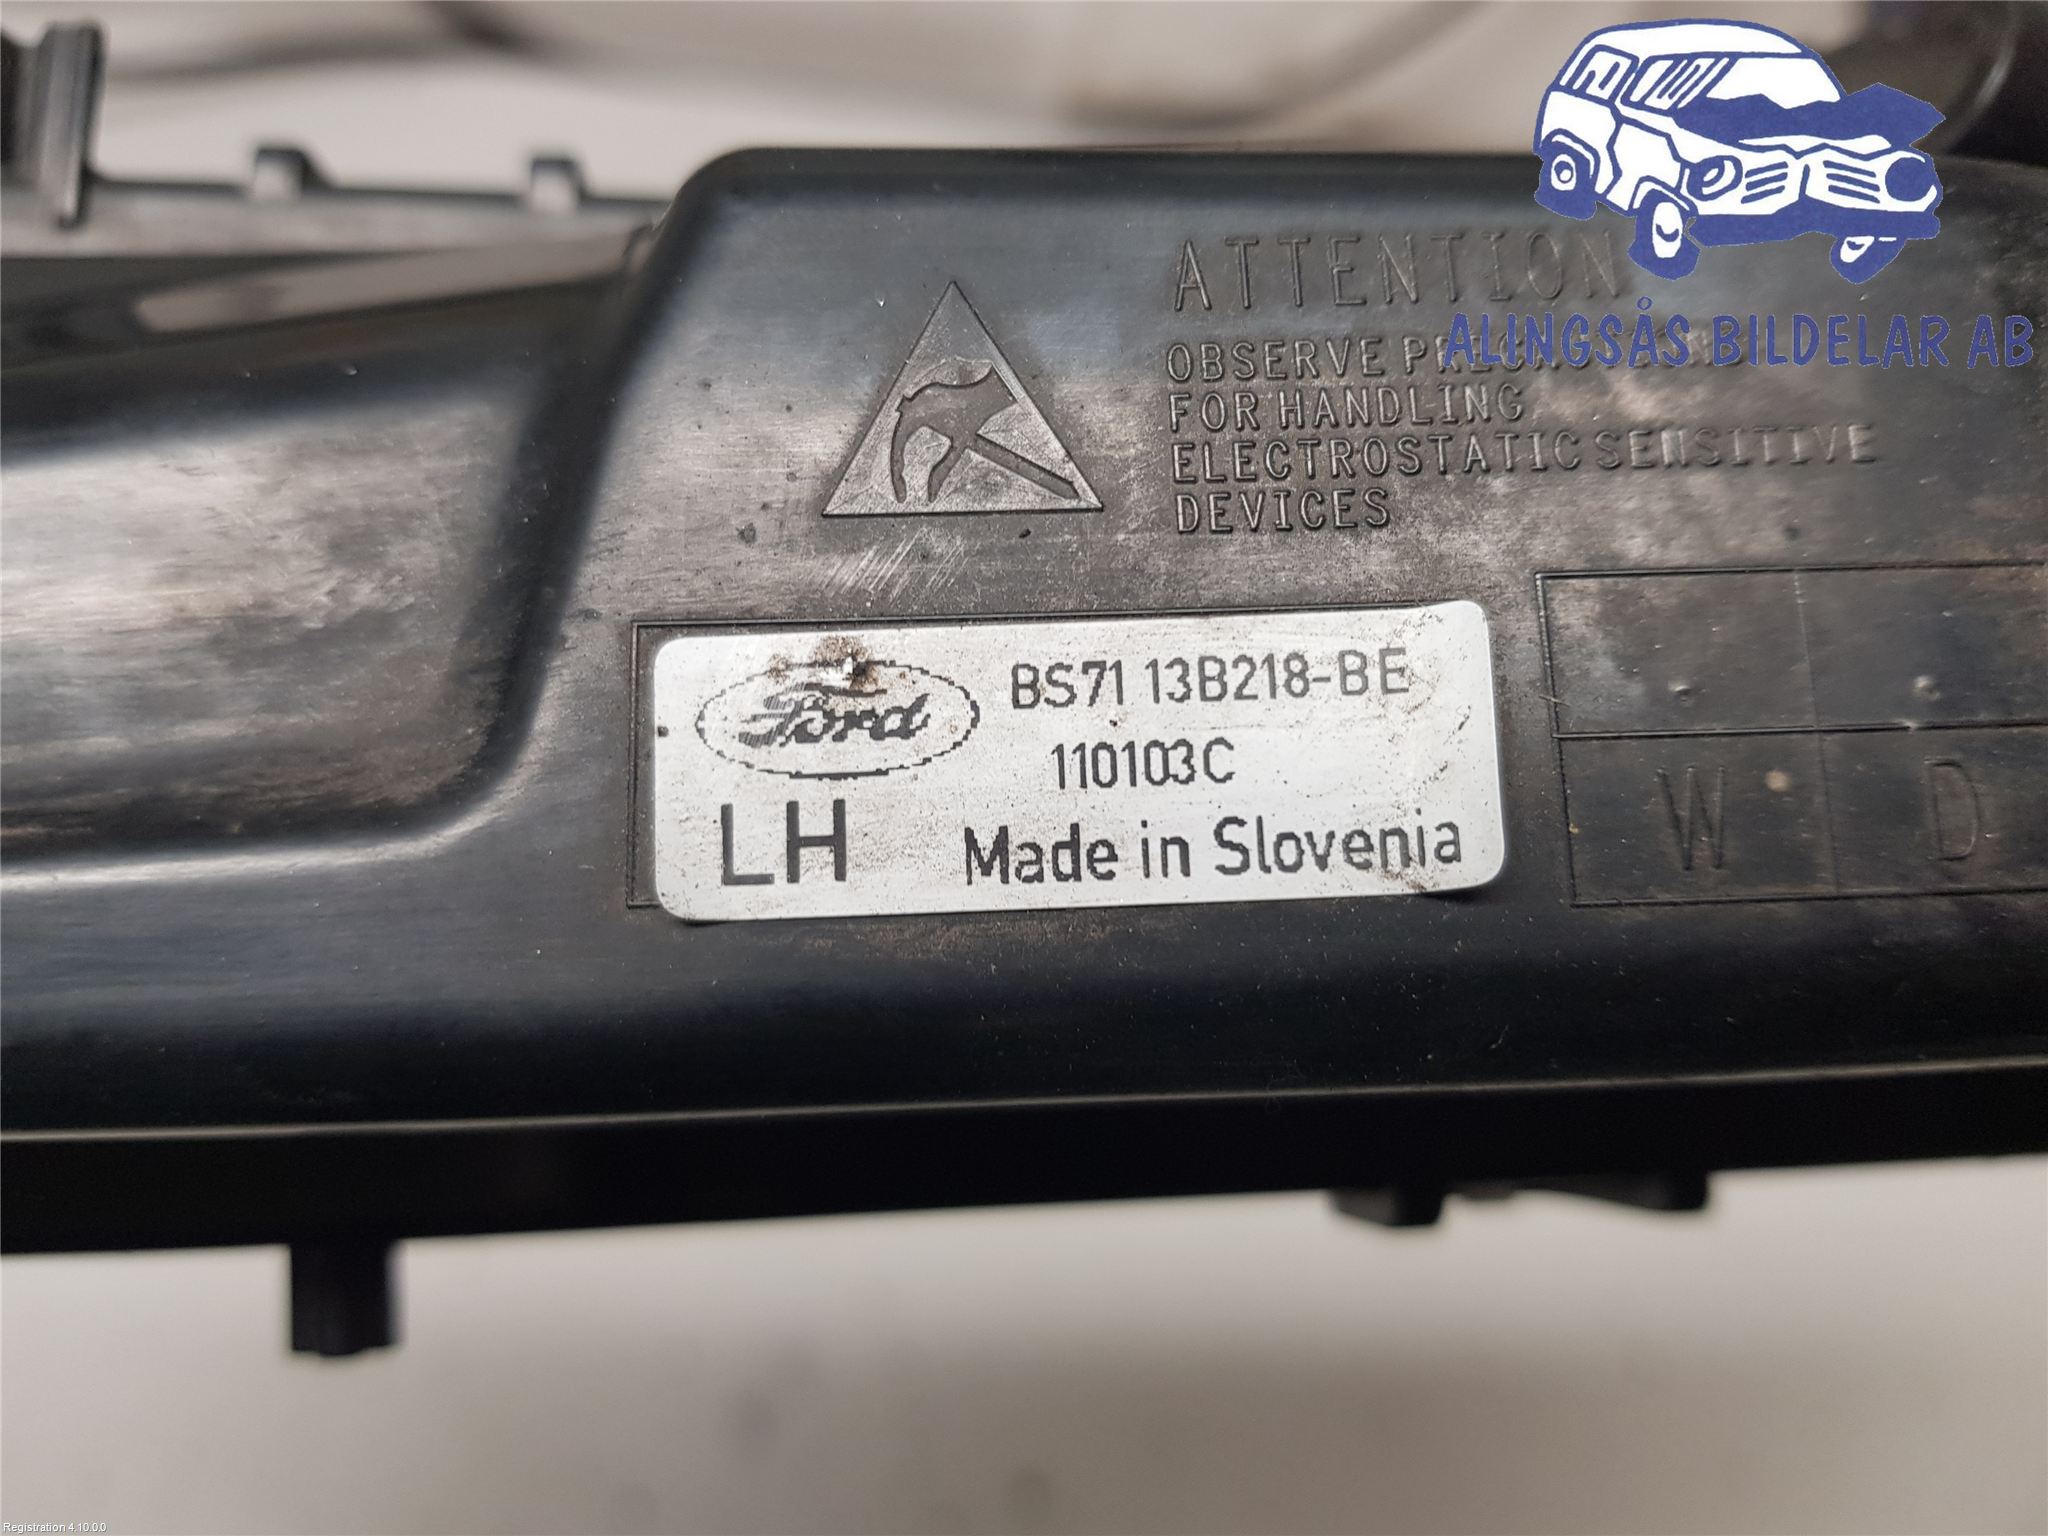 ATTENTION
OBSERVE
FOR HANDLING
ELECTROSTATIC SENSITIVE
DEVICES
ALINGSÅS BILDELAR AB
Ford
BS71 13B218-BE
110103C
LH
Made in Slovenia
W D
Registration 4.10.0.0